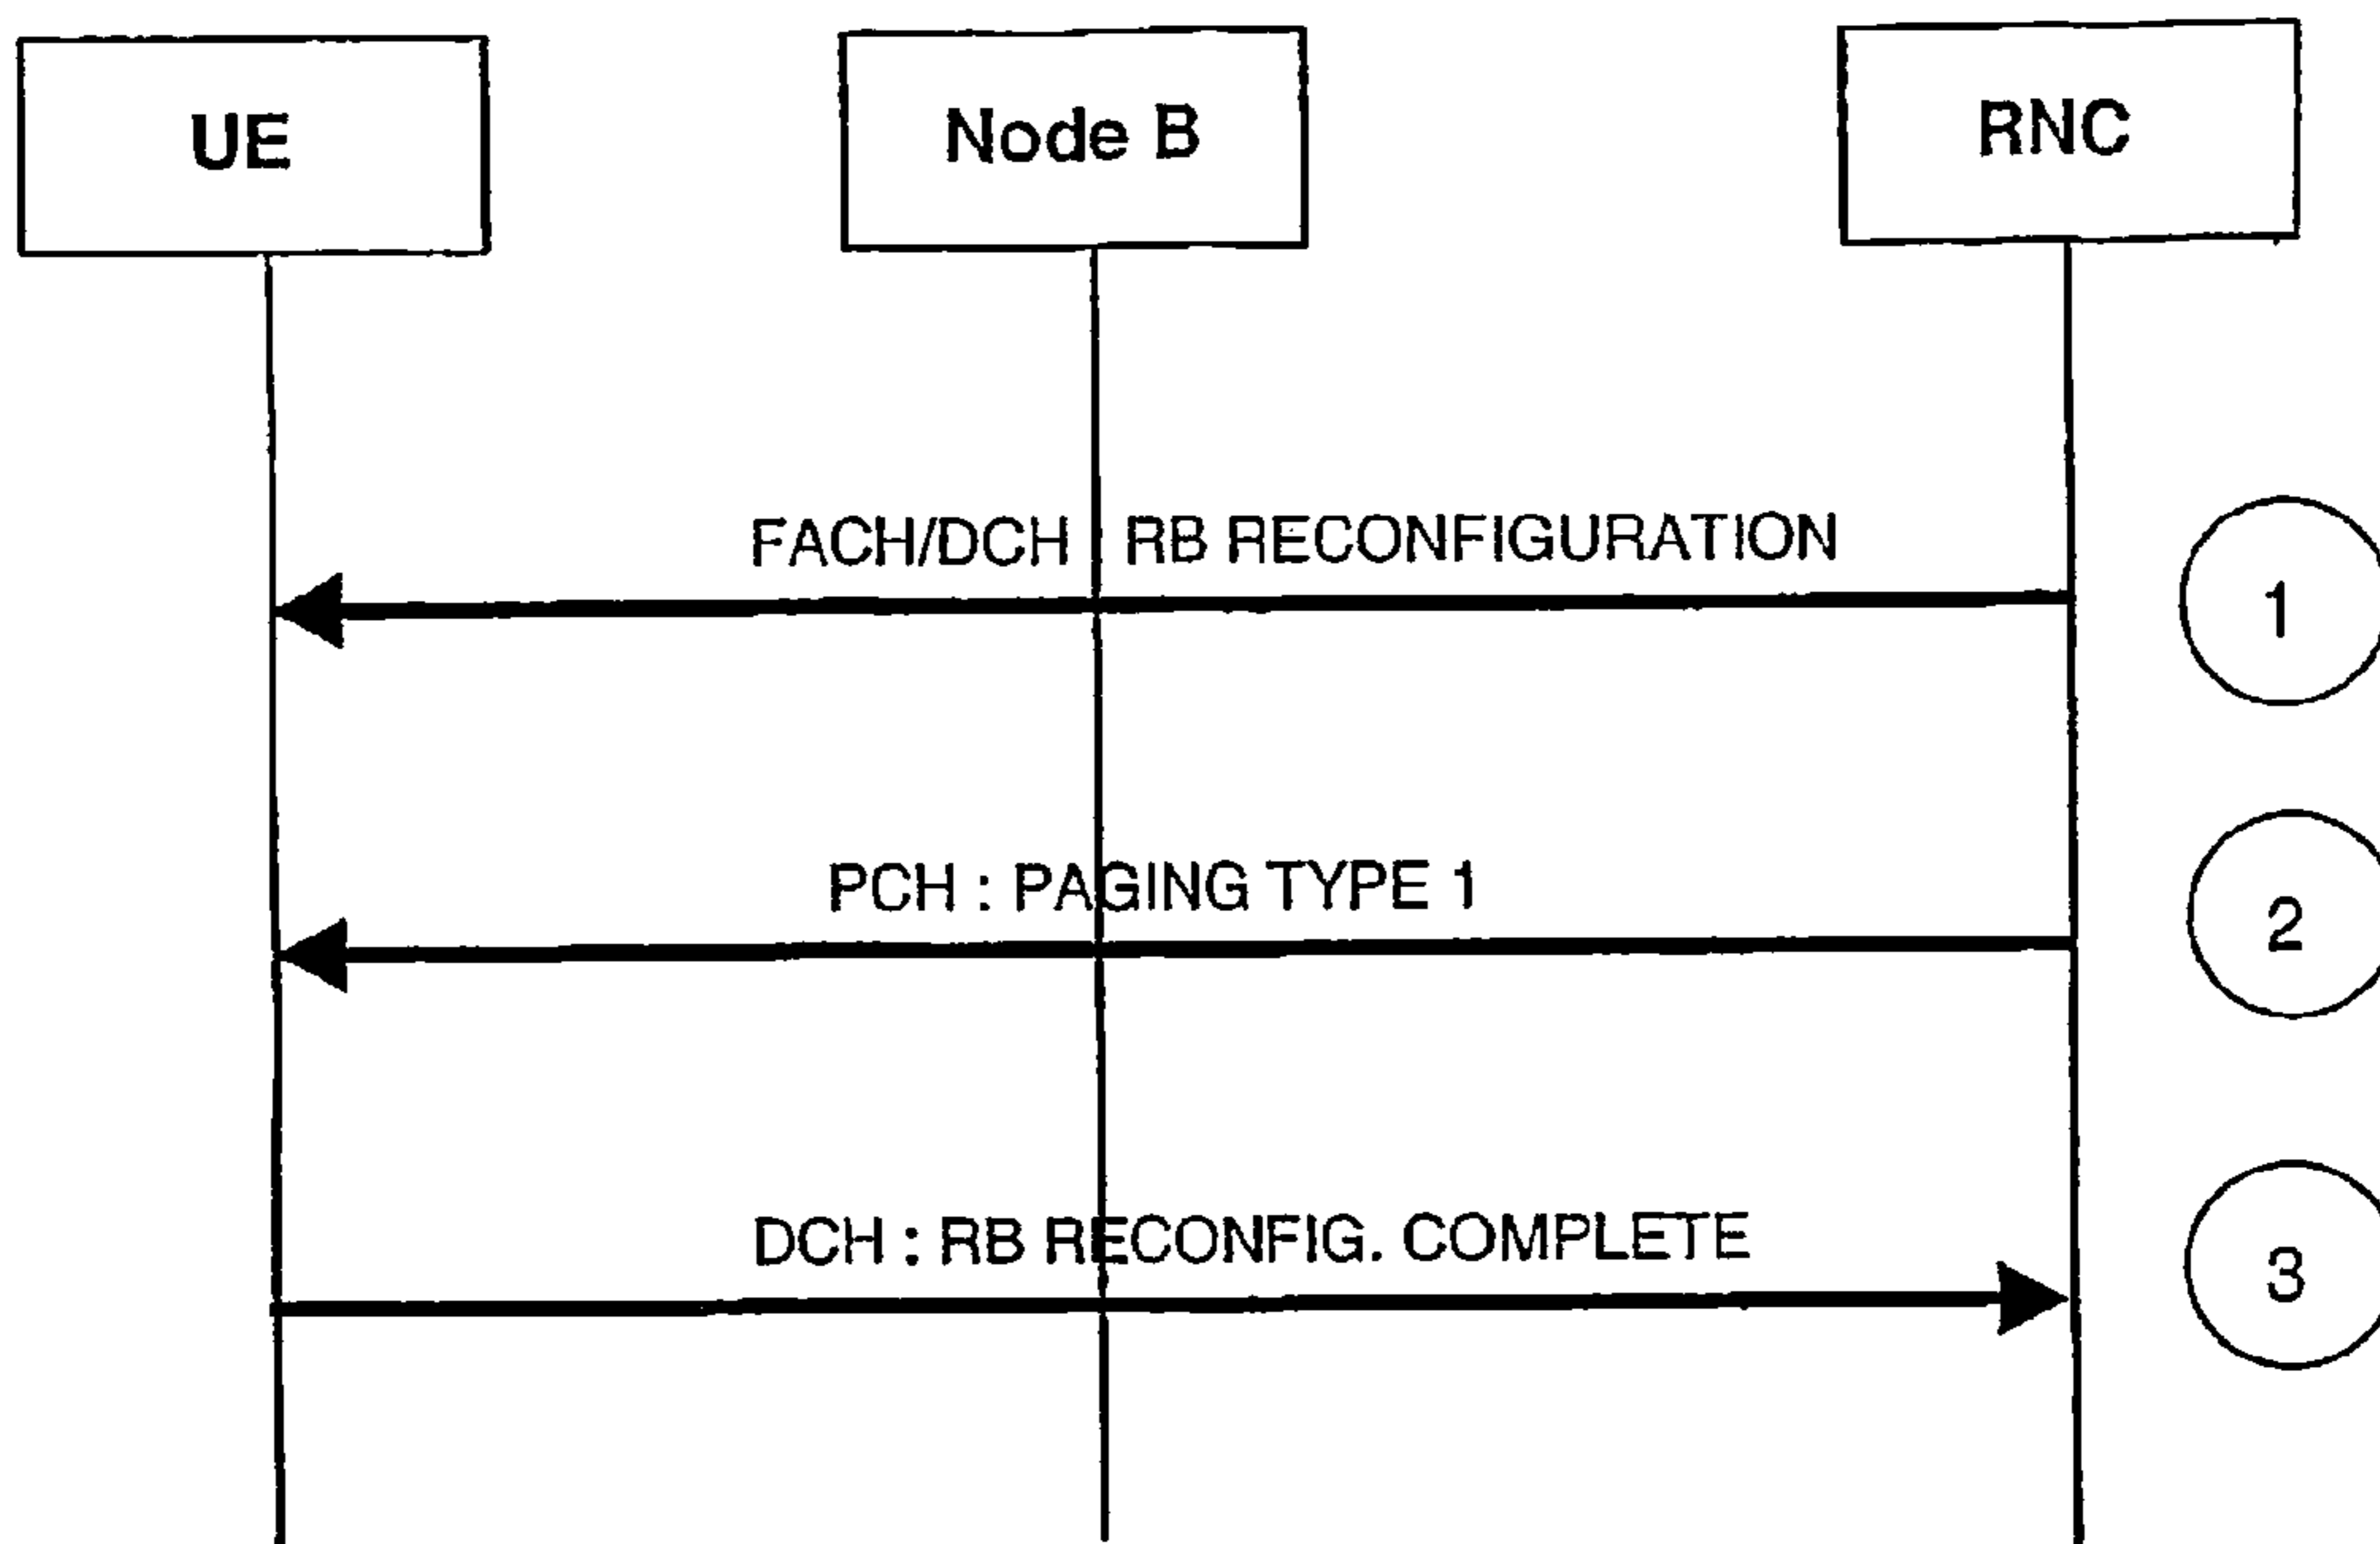 UE
Node B
RNC
FACH/DCH RB RECONFIGURATION
1
PCH : PAGING TYPE 1
2
DCH : RB RECONFIG. COMPLETE
3